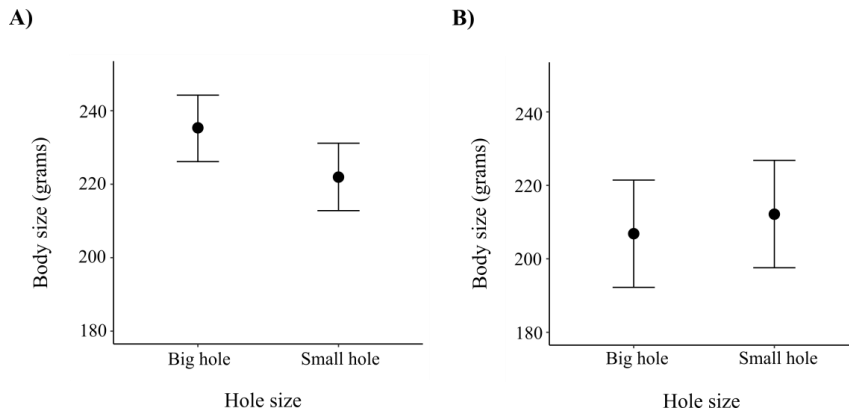 A)
Body size (grams)
240
220
200
180
Big hole
Small hole
Hole size
B)
Body size (grams)
240
220
200
180
Big hole
Small hole
Hole size